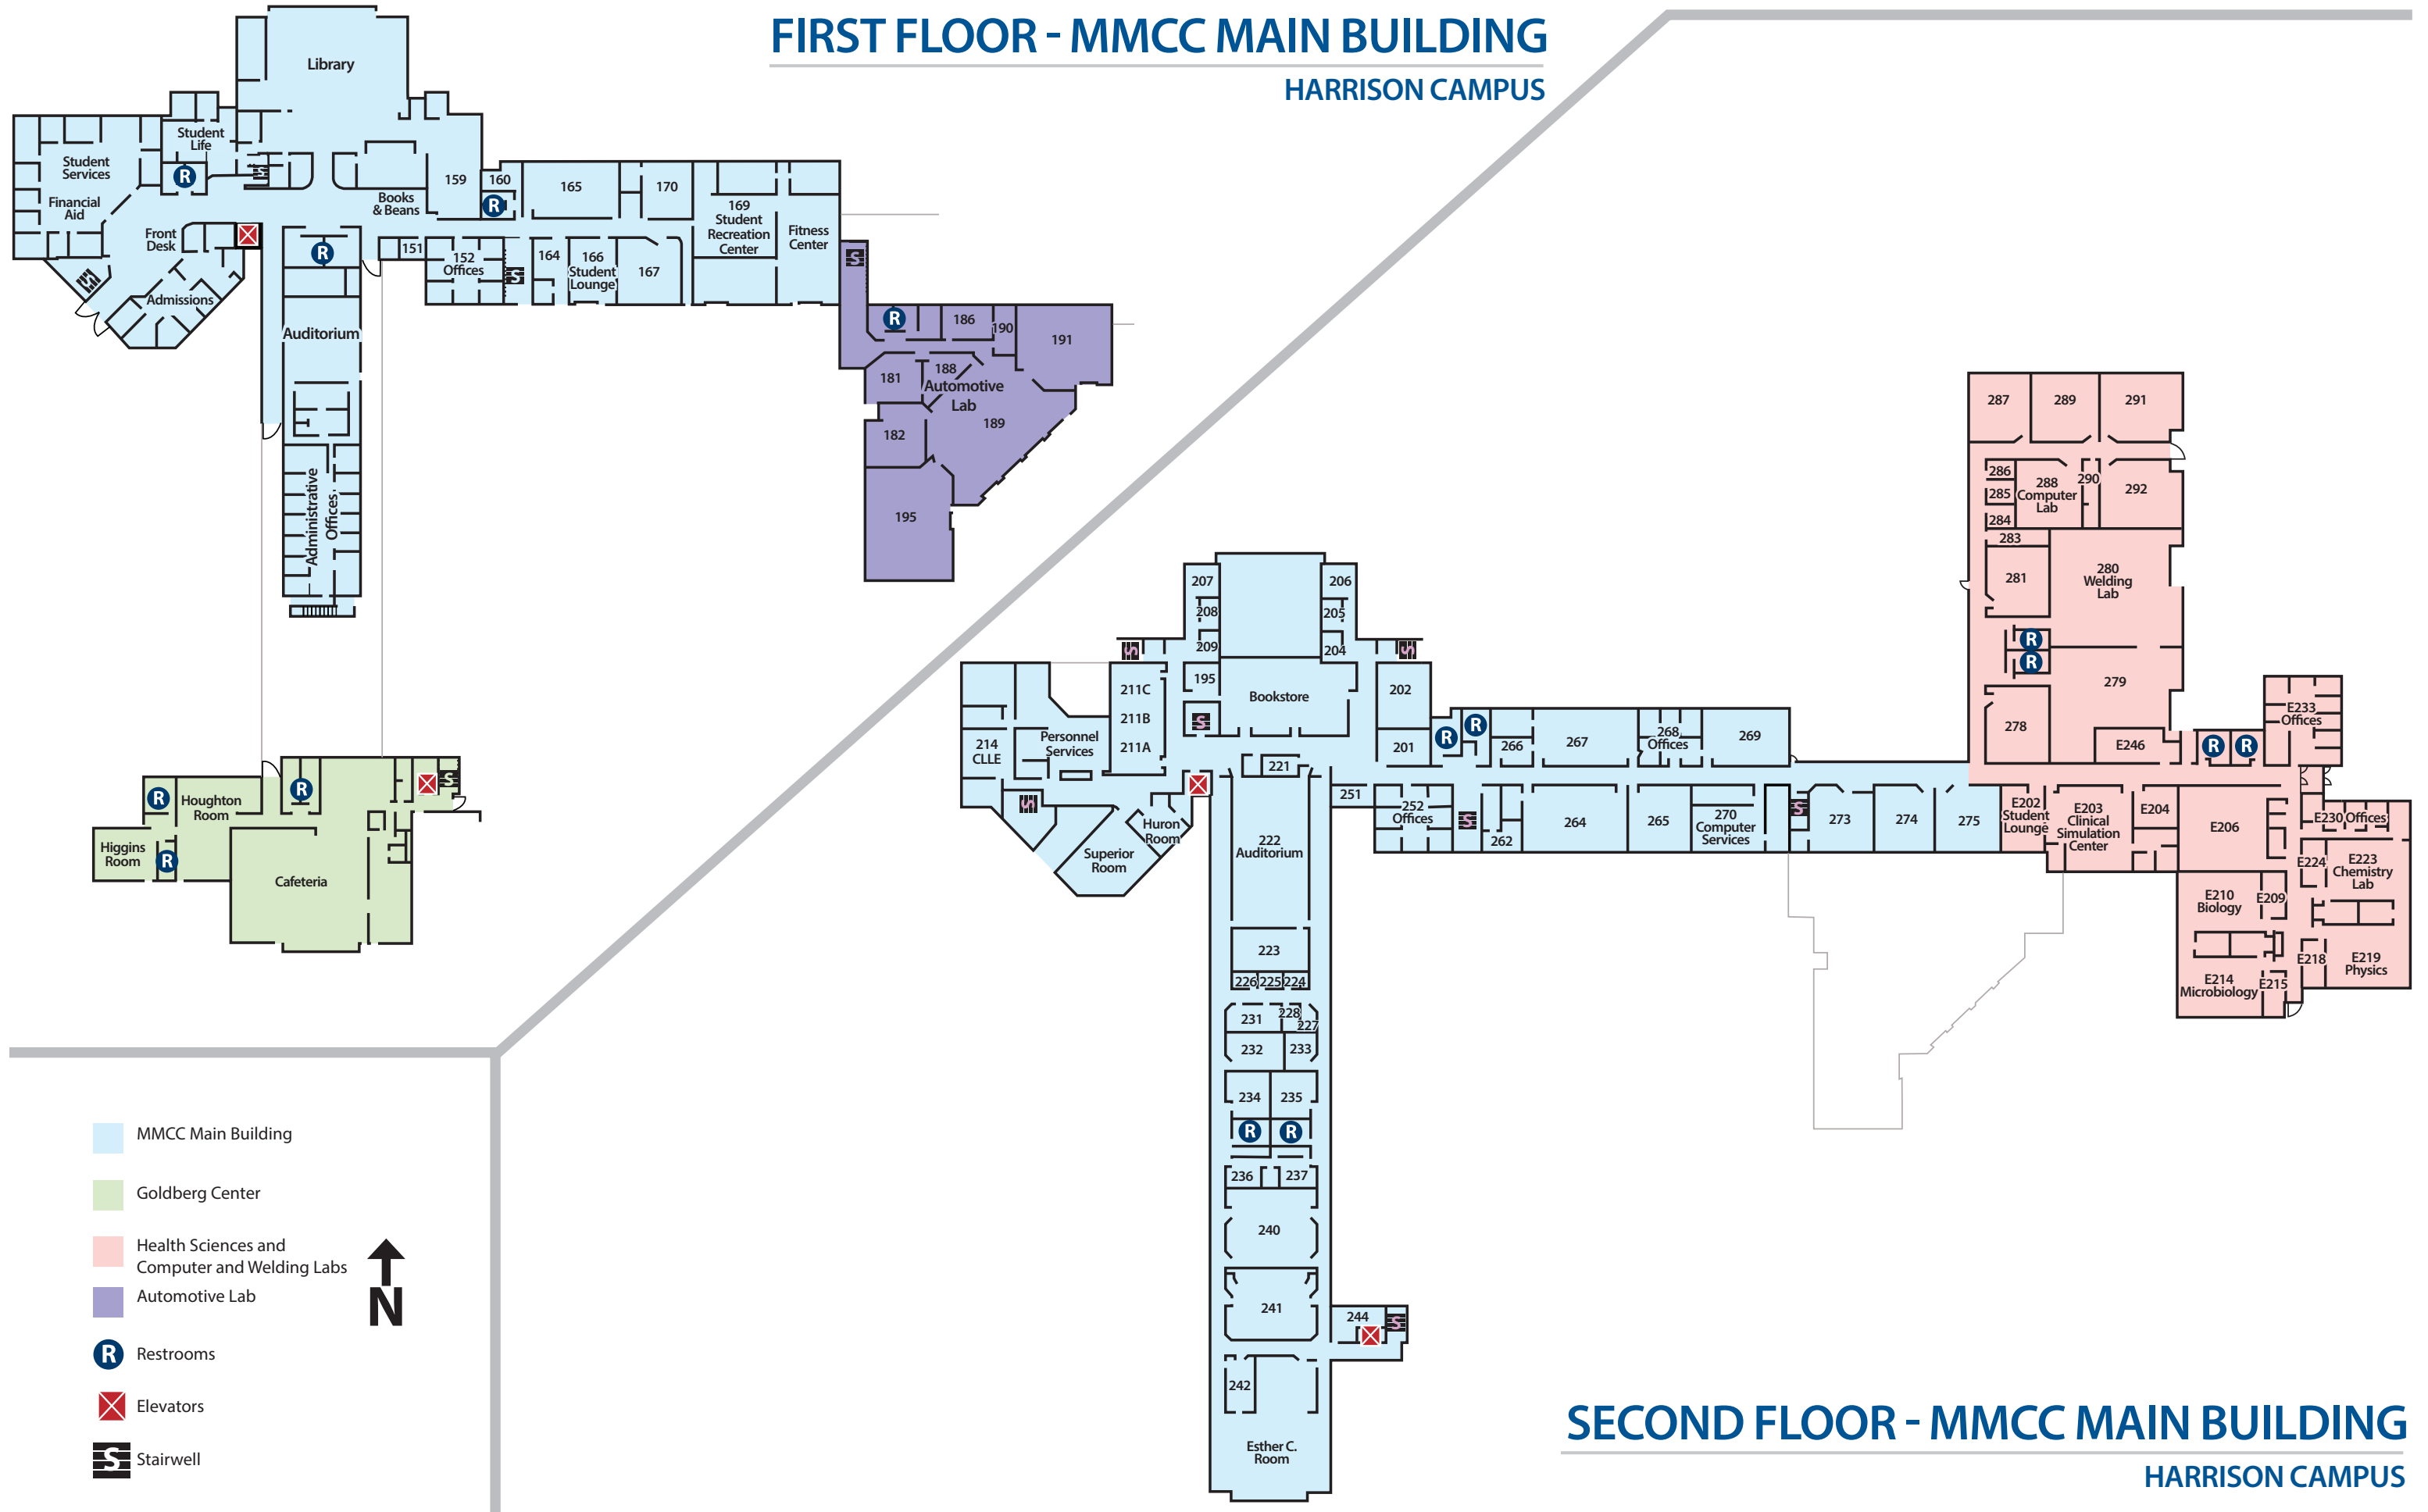 FIRST FLOOR - MMCC MAIN BUILDING
HARRISON CAMPUS
Library
Student
Life
Student
Services
R
S
Financial
Aid
Front
Desk
S
Admissions
Books
& Beans
R
Auditorium
Administrative
Offices
159
160
R
165
170
169
Student
Recreation
Center
Fitness
Center
151
152
Offices
S
164
166
Student
Lounge
167
S
R
186
190
191
181
188
Automotive
Lab
189
182
195
R
Houghton
Room
R
S
Higgins
Room
R
Cafeteria
MMCC Main Building
Goldberg Center
Health Sciences and
Computer and Welding Labs
Automotive Lab
R
Restrooms
Elevators
S
Stairwell
N
207
208
209
206
205
204
S
S
195
S
Bookstore
211C
211B
211A
202
201
Personnel
Services
214
CLLE
S
Huron
Room
Superior
Room
221
222
Auditorium
223
226
225
224
231
228
227
232
233
234
235
R
R
236
237
240
241
244
S
242
Esther C.
Room
R
R
266
267
268
Offices
269
251
252
Offices
S
262
264
265
270
Computer
Services
S
273
274
275
287
289
291
286
285
284
288
Computer
Lab
290
292
283
281
280
Welding
Lab
R
R
279
278
E246
R
R
E233
Offices
E202
Student
Lounge
E203
Clinical
Simulation
Center
E204
E206
E230 Offices
E224
E223
Chemistry
Lab
E210
Biology
E209
E218
E219
Physics
E214
Microbiology
E215
SECOND FLOOR - MMCC MAIN BUILDING
HARRISON CAMPUS